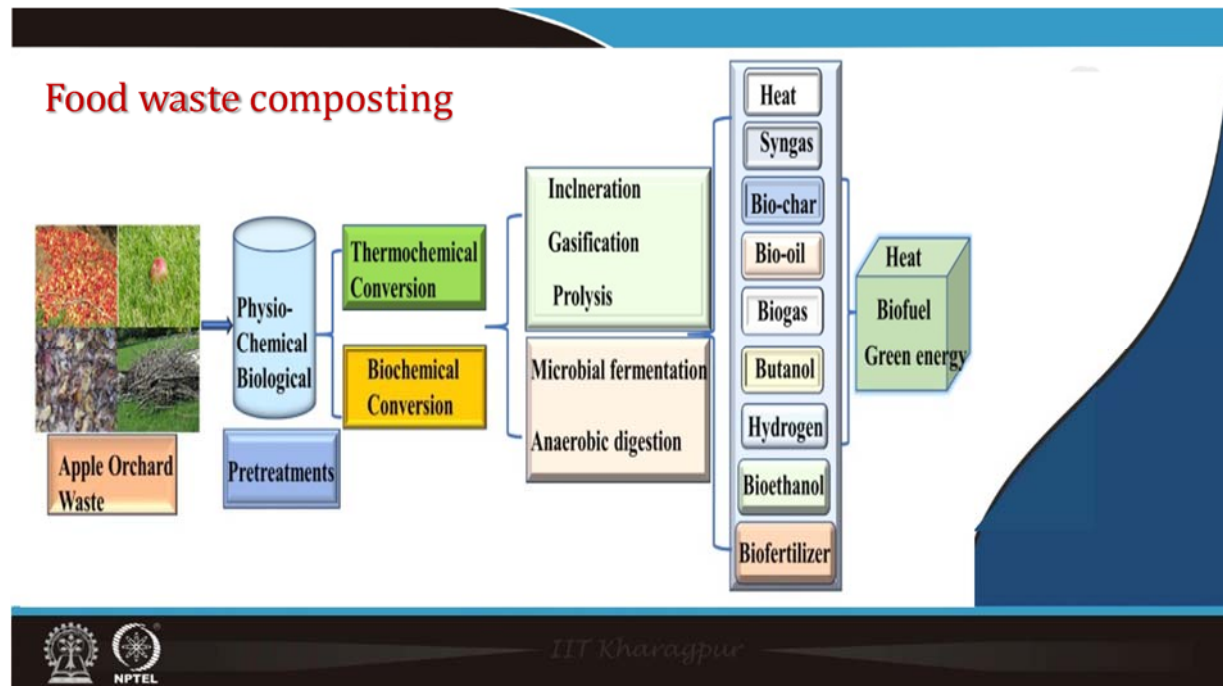 Food waste composting
Apple Orchard
Waste
Physio-
Chemical
Biological
Pretreatments
Thermochemical
Conversion
Biochemical
Conversion
Inclneration
Gasification
Prolysis
Microbial fermentation
Anaerobic digestion
Heat
Syngas
Bio-char
Bio-oil
Biogas
Butanol
Hydrogen
Bioethanol
Biofertilizer
Heat
Biofuel
Green energy
NPTEL
IIT Kharagpur